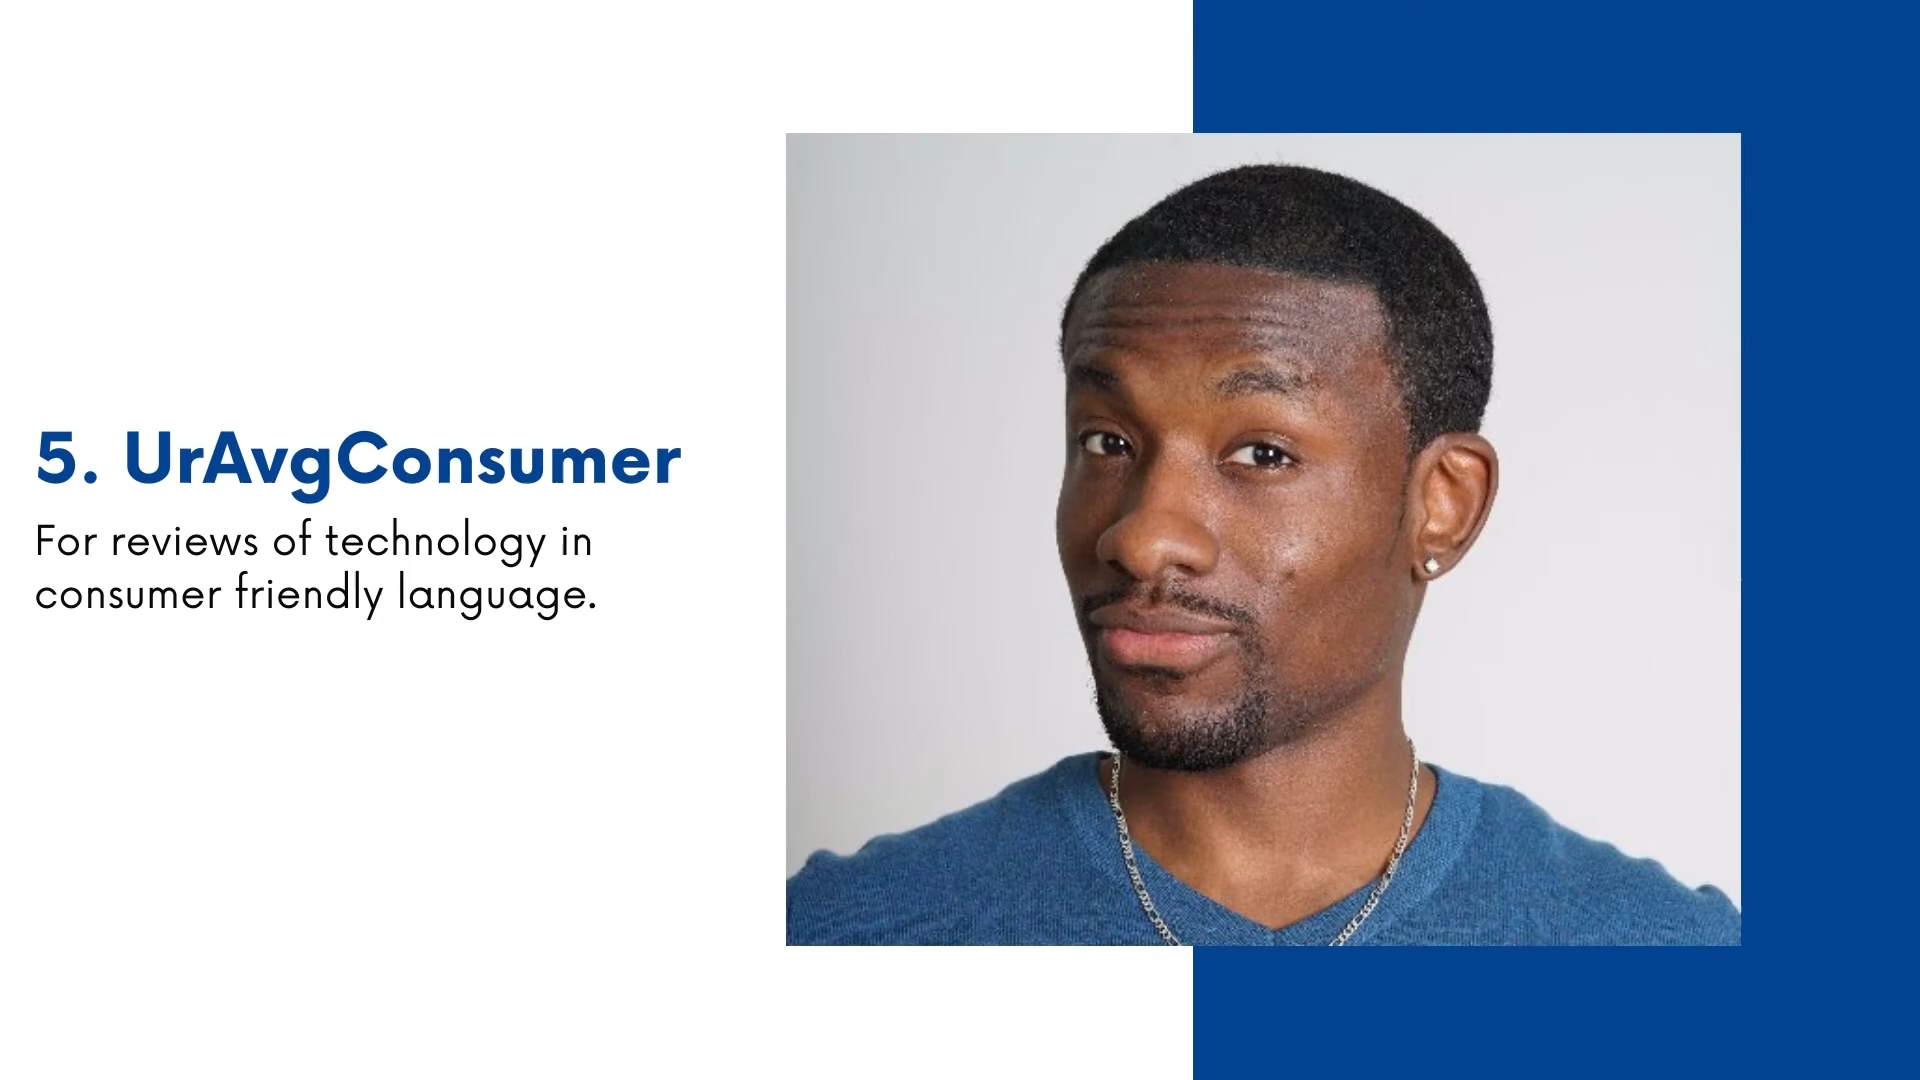 5. UrAvgConsumer
For reviews of technology in
consumer friendly language.